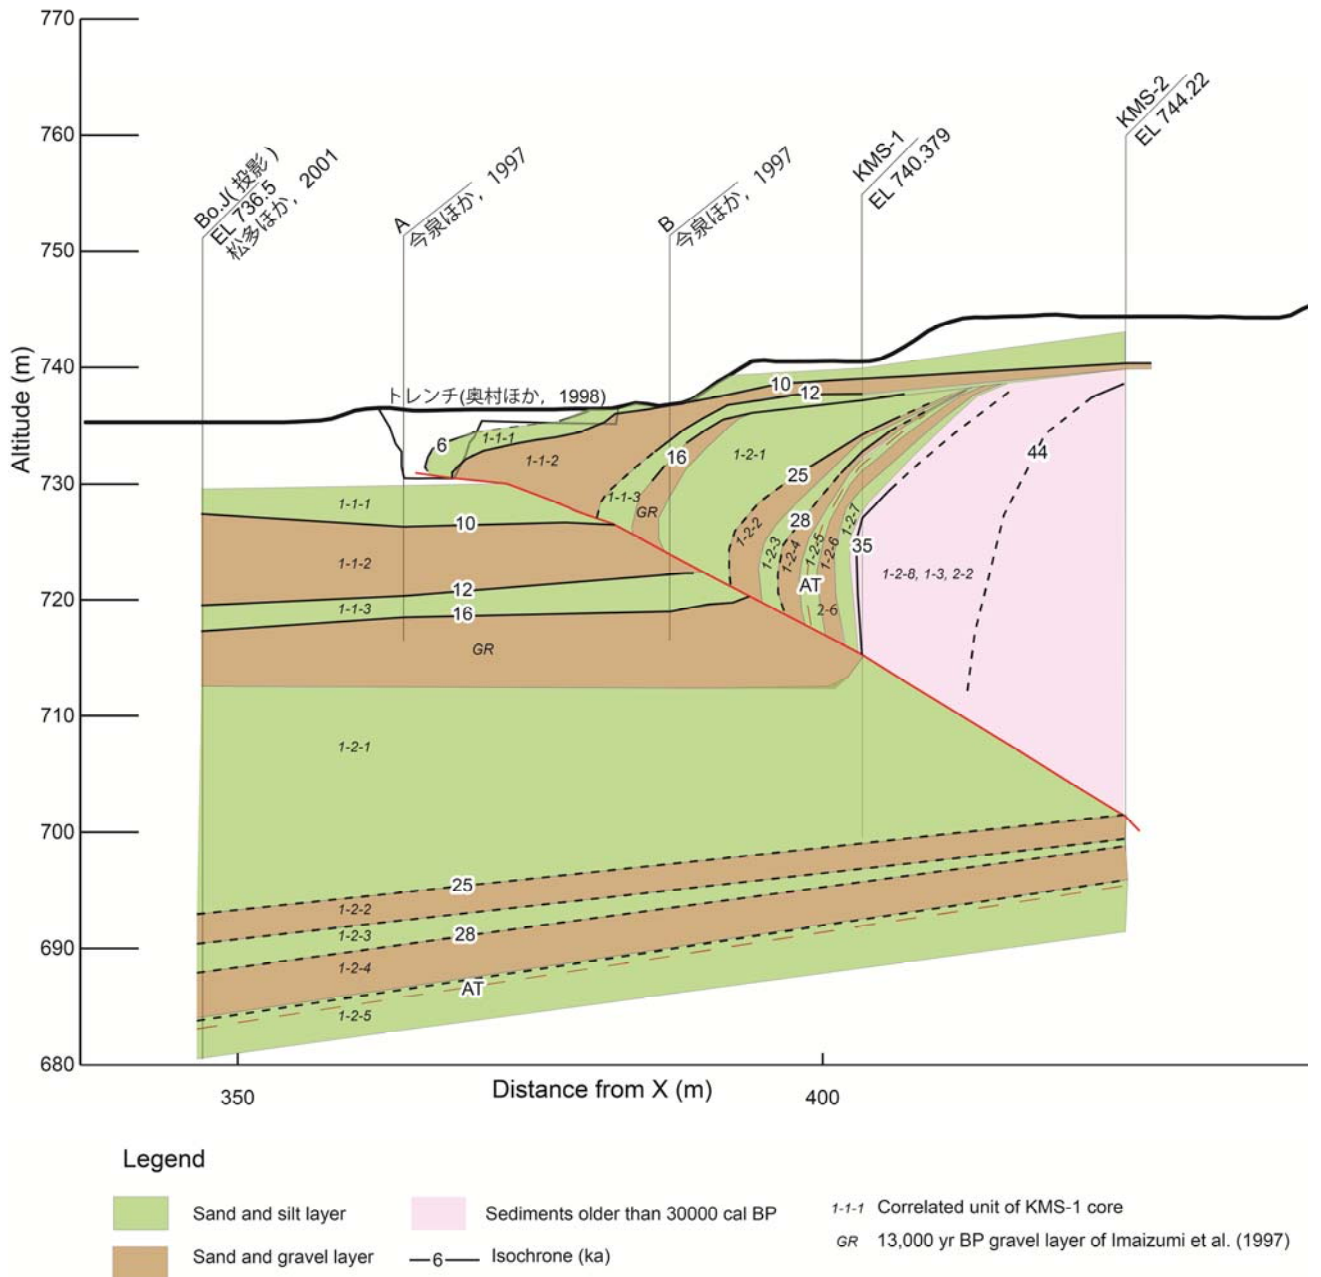 770
760
750
740
730
720
710
700
690
680
Altitude (m)
Bo.J(投影)
EL 736.5
松多ほか, 2001
A
今泉ほか, 1997
B
今泉ほか, 1997
KMS-1
EL 740.379
KMS-2
EL 744.22
トレンチ(奥村ほか, 1998)
10
12
6
1-1-1
1-1-2
16
1-2-1
44
25
1-1-3
GR
28
1-2-2
1-2-3
1-2-4
1-2-5
1-2-6
1-2-7
35
1-2-8, 1-3, 2-2
AT
2-6
1-1-1
10
1-1-2
12
1-1-3
16
GR
1-2-1
25
1-2-2
1-2-3
28
1-2-4
AT
1-2-5
350
Distance from X (m)
400
Legend
Sand and silt layer
Sand and gravel layer
Sediments older than 30000 cal BP
6 Isochrone (ka)
1-1-1 Correlated unit of KMS-1 core
GR 13,000 yr BP gravel layer of Imaizumi et al. (1997)